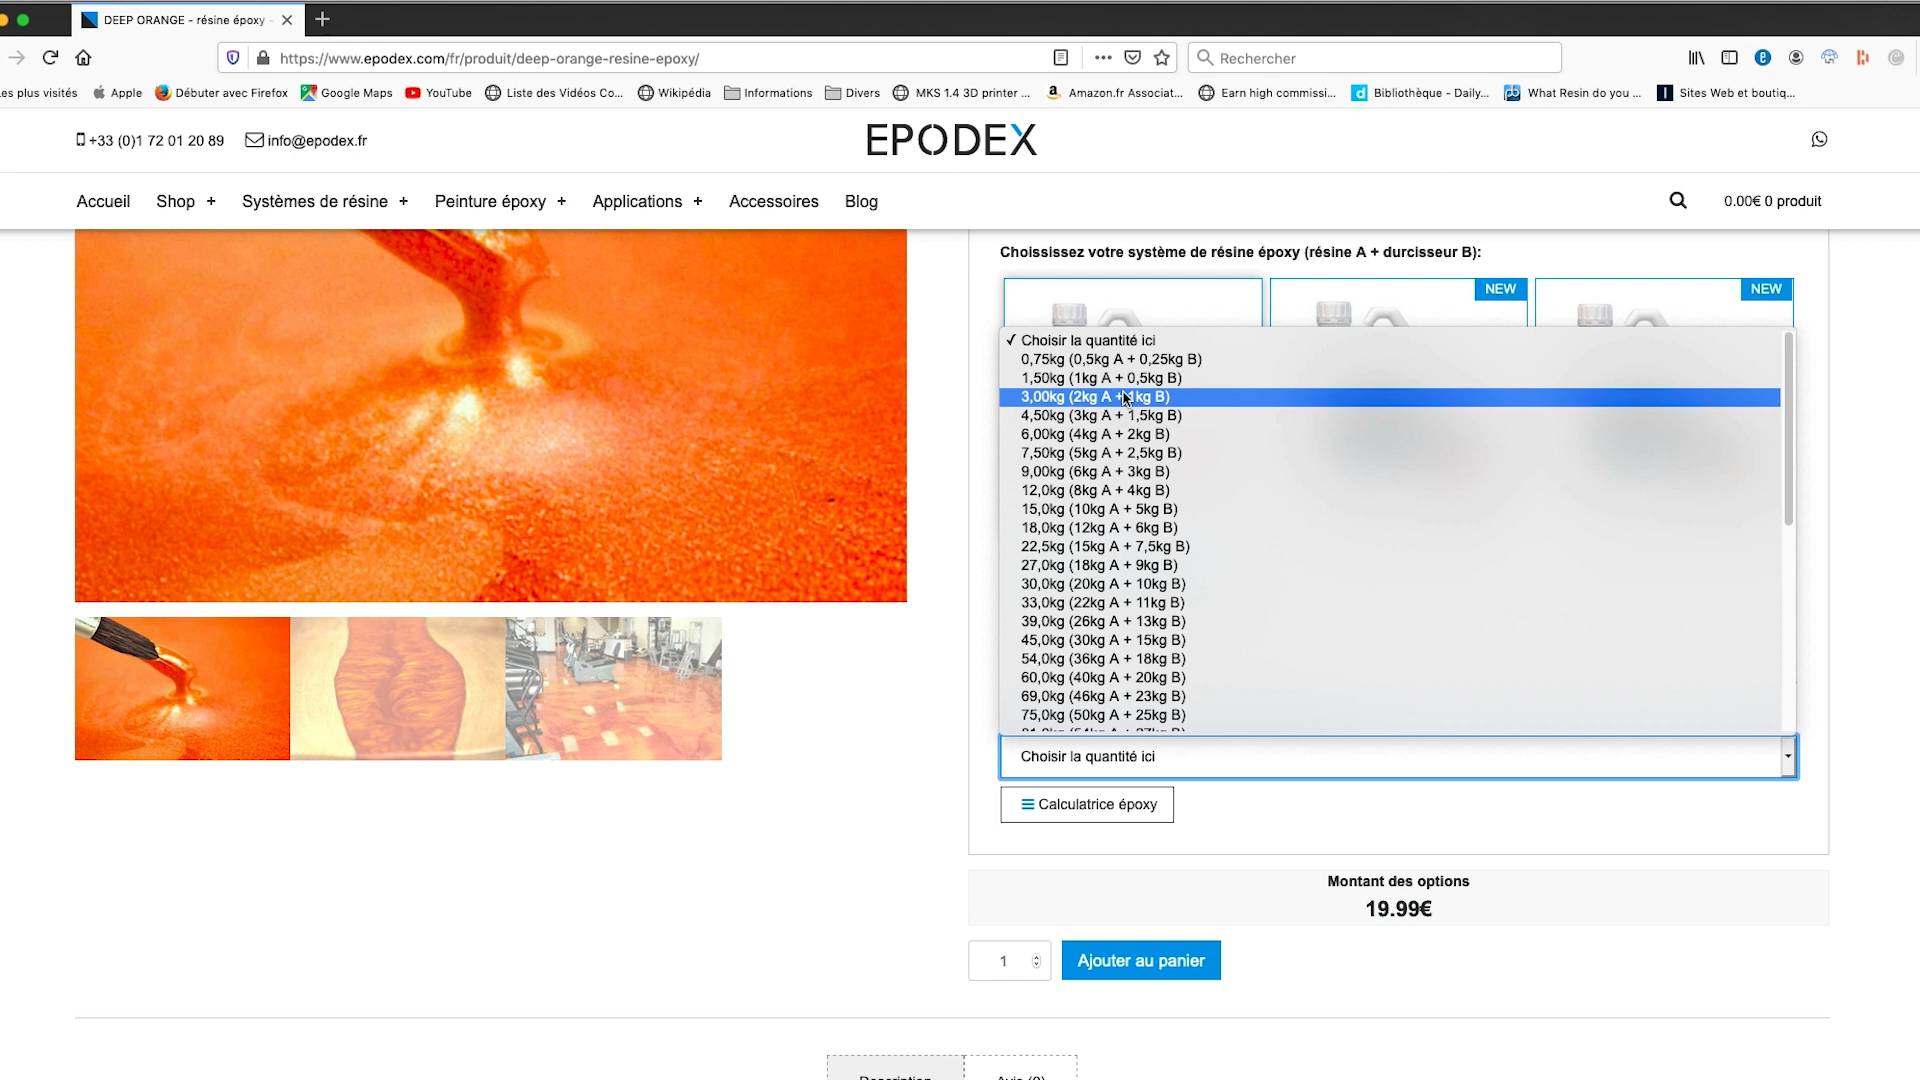 DEEP ORANGE - résine époxy -
https://www.epodex.com/fr/produit/deep-orange-resine-epoxy/
Rechercher
es plus visités
Apple
Débuter avec Firefox
Google Maps
YouTube
Liste des Vidéos Co...
Wikipédia
Informations
Divers
MKS 1.4 3D printer ...
Amazon.fr Associat...
Earn high commissi...
Bibliothèque - Daily...
What Resin do you ...
Sites Web et boutiq...
+33 (0)1 72 01 20 89
info@epodex.fr
EPODEX
Accueil
Shop +
Systèmes de résine +
Peinture époxy +
Applications +
Accessoires
Blog
0.00€ 0 produit
Choississez votre système de résine époxy (résine A + durcisseur B):
NEW
NEW
✓ Choisir la quantité ici
0,75kg (0,5kg A + 0,25kg B)
1,50kg (1kg A + 0,5kg B)
3,00kg (2kg A + 1kg B)
4,50kg (3kg A + 1,5kg B)
6,00kg (4kg A + 2kg B)
7,50kg (5kg A + 2,5kg B)
9,00kg (6kg A + 3kg B)
12,0kg (8kg A + 4kg B)
15,0kg (10kg A + 5kg B)
18,0kg (12kg A + 6kg B)
22,5kg (15kg A + 7,5kg B)
27,0kg (18kg A + 9kg B)
30,0kg (20kg A + 10kg B)
33,0kg (22kg A + 11kg B)
39,0kg (26kg A + 13kg B)
45,0kg (30kg A + 15kg B)
54,0kg (36kg A + 18kg B)
60,0kg (40kg A + 20kg B)
69,0kg (46kg A + 23kg B)
75,0kg (50kg A + 25kg B)
Choisir la quantité ici
Calculatrice époxy
Montant des options
19.99€
1
Ajouter au panier